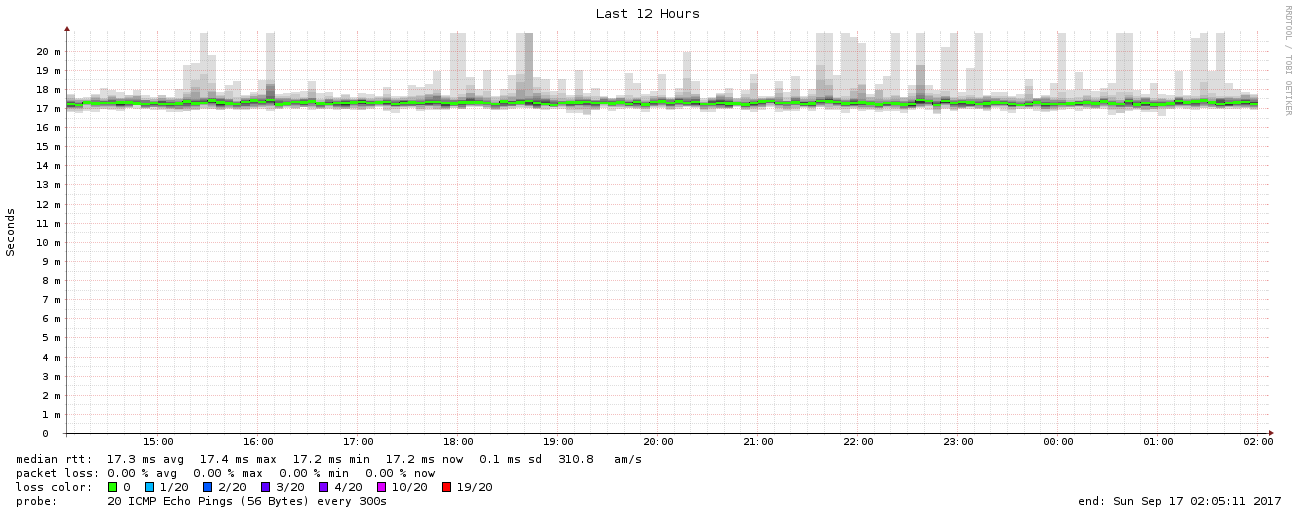 Last 12 Hours
RRDTOOL / TOBI OETIKER
Seconds
20 m
19 m
18 m
17 m
16 m
15 m
14 m
13 m
12 m
11 m
10 m
9 m
8 m
7 m
6 m
5 m
4 m
3 m
2 m
1 m
0
15:00 16:00 17:00 18:00 19:00 20:00 21:00 22:00 23:00 00:00 01:00 02:00
median rtt: 17.3 ms avg 17.4 ms max 17.2 ms min 17.2 ms now 0.1 ms sd 310.8 am/s
packet loss: 0.00 % avg 0.00 % max 0.00 % min 0.00 % now
loss color: 0 1/20 2/20 3/20 4/20 10/20 19/20
probe: 20 ICMP Echo Pings (56 Bytes) every 300s end: Sun Sep 17 02:05:11 2017